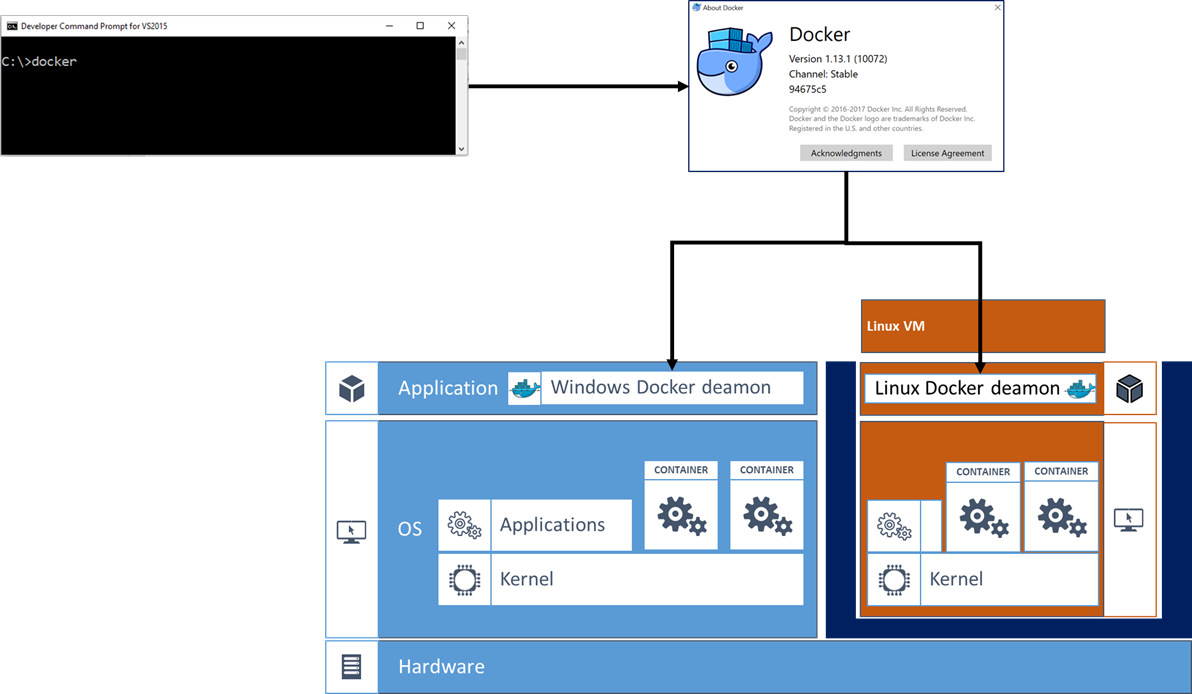 Developer Command Prompt for VS2015
C:\>docker
About Docker
Docker
Version 1.13.1 (10072)
Channel: Stable
94675c5
Copyright © 2016-2017 Docker Inc. All Rights Reserved.
Docker and the Docker logo are trademarks of Docker Inc.
Registered in the U.S. and other countries.
Acknowledgments
License Agreement
Linux VM
Application
Windows Docker deamon
Linux Docker deamon
OS
CONTAINER
CONTAINER
Applications
Kernel
CONTAINER
CONTAINER
Kernel
Hardware